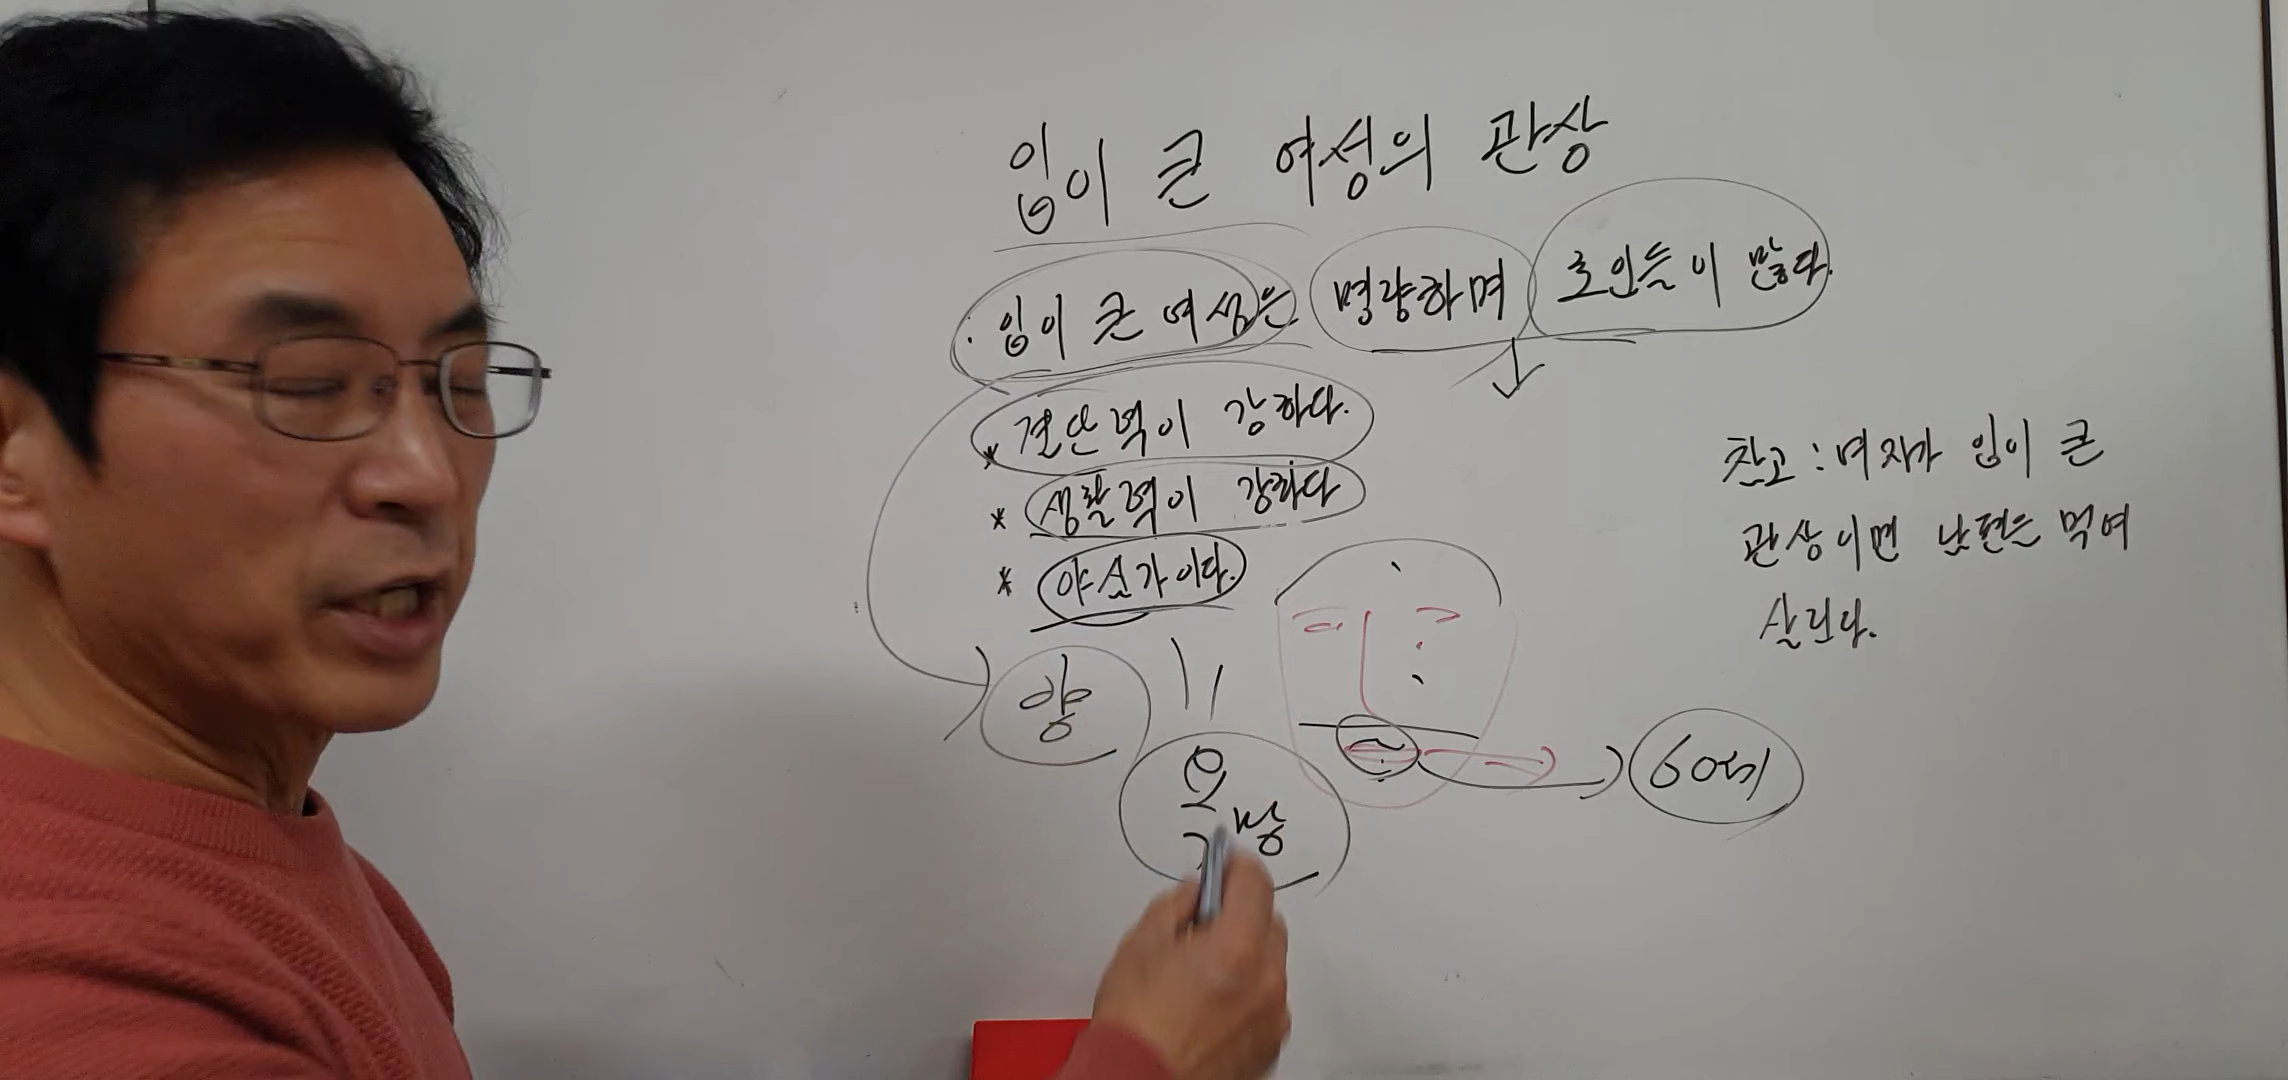 입이 큰 여성의 관상
· 입이 큰 여성은 명량하며 호인들이 많다.
* 결단력이 강하다.
* 생활력이 강하다
* 야심가이다.
참고 : 여자가 입이 큰
관상이면 남편은 먹여
살린다.
양
60세